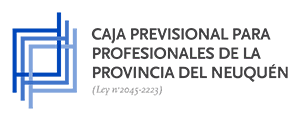 CAJA PREVISIONAL PARA
PROFESIONALES DE LA
PROVINCIA DEL NEUQUÉN
(Ley nº2045-2223)